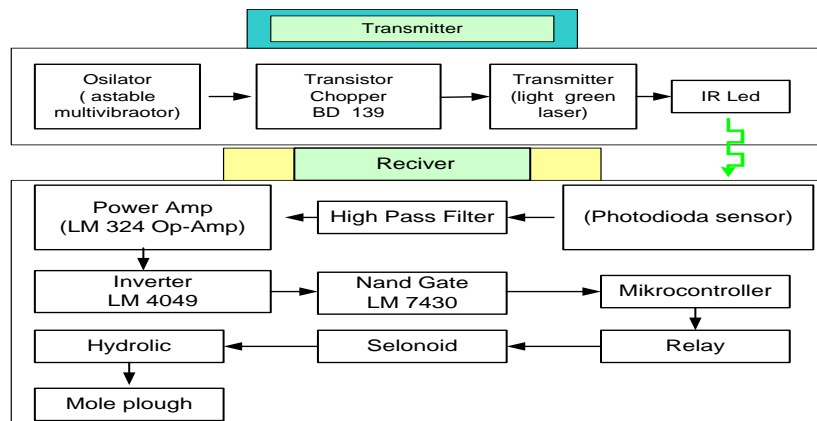 Transmitter
Osilator
( astable
multivibraotor)
Transistor
Chopper
BD 139
Transmitter
(light green
laser)
IR Led
Reciver
Power Amp
(LM 324 Op-Amp)
High Pass Filter
(Photodioda sensor)
Inverter
LM 4049
Nand Gate
LM 7430
Mikrocontroller
Hydrolic
Selonoid
Relay
Mole plough